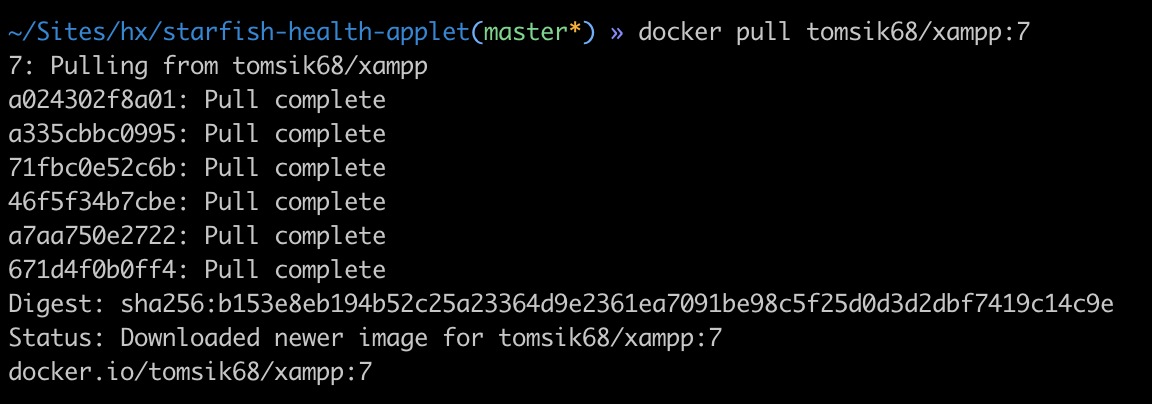 ~/Sites/hx/starfish-health-applet(master*) » docker pull tomsik68/xampp:7
7: Pulling from tomsik68/xampp
a024302f8a01: Pull complete
a335cbbc0995: Pull complete
71fbc0e52c6b: Pull complete
46f5f34b7cbe: Pull complete
a7aa750e2722: Pull complete
671d4f0b0ff4: Pull complete
Digest: sha256:b153e8eb194b52c25a23364d9e2361ea7091be98c5f25d0d3d2dbf7419c14c9e
Status: Downloaded newer image for tomsik68/xampp:7
docker.io/tomsik68/xampp:7